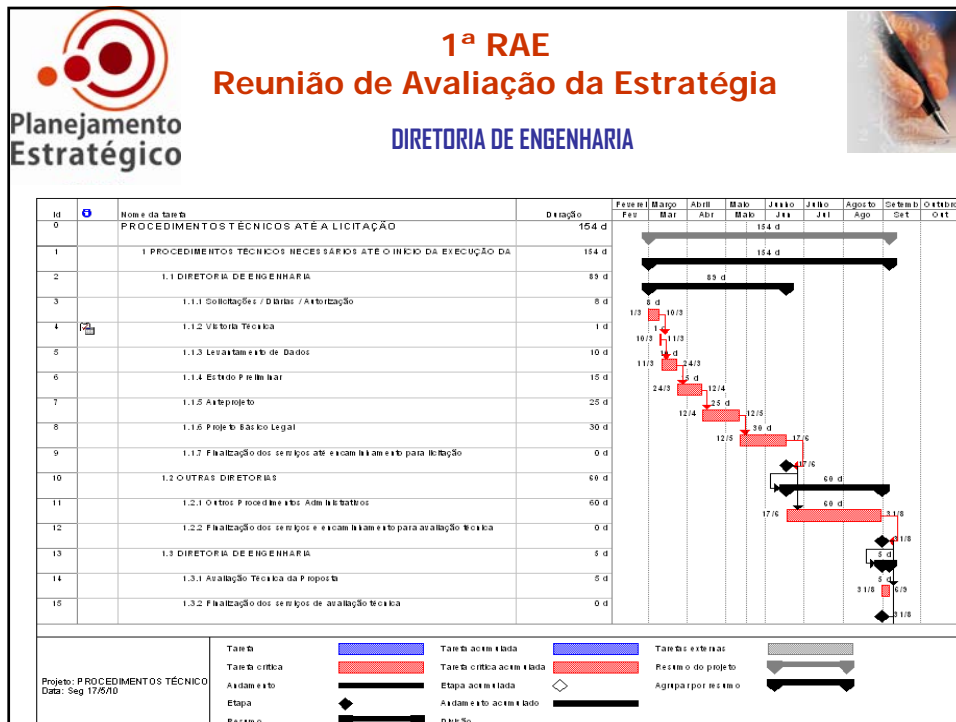 1ª RAE
Reunião de Avaliação da Estratégia
Planejamento
Estratégico
DIRETORIA DE ENGENHARIA
Id Nome da tarefa Duração Março Abril Maio Junho Julho Agosto Setemb Outubro
Fev Mar Abr Maio Jun Jul Ago Set Out
0 PROCEDIMENTOS TÉCNICOS ATÉ A LICITAÇÃO 154 d 154 d
1 1 PROCEDIMENTOS TÉCNICOS NECESSÁRIOS ATÉ O INÍCIO DA EXECUÇÃO DA 154 d 154 d
2 1.1 DIRETORIA DE ENGENHARIA 89 d 89 d
3 1.1.1 Solicitações / Diárias / Autorização 8 d 8 d 1/3 10/3
4 1.1.2 Vistoria Técnica 1 d 10/3 11/3
5 1.1.3 Levantamento de Dados 10 d 11/3 24/3
6 1.1.4 Estudo Preliminar 15 d 24/3 12/4
7 1.1.5 Anteprojeto 25 d 25 d 12/4 12/5
8 1.1.6 Projeto Básico Legal 30 d 30 d 12/5 17/6
9 1.1.7 Finalização dos serviços até encaminhamento para licitação 0 d 17/6
10 1.2 OUTRAS DIRETORIAS 60 d 60 d
11 1.2.1 Outros Procedimentos Administrativos 60 d 60 d 17/6 31/8
12 1.2.2 Finalização dos serviços e encaminhamento para avaliação técnica 0 d 31/8
13 1.3 DIRETORIA DE ENGENHARIA 5 d 5 d
14 1.3.1 Avaliação Técnica da Proposta 5 d 5 d 31/8 6/9
15 1.3.2 Finalização dos serviços de avaliação técnica 0 d 31/8
Projeto: PROCEDIMENTOS TÉCNICO
Data: Seg 17/5/10
Tarefa Tarefa acumulada Tarefas externas
Tarefa crítica Tarefa crítica acumulada Resumo do projeto
Andamento Etapa acumulada Agrupar por resumo
Etapa Andamento acumulado
Resumo Divisão